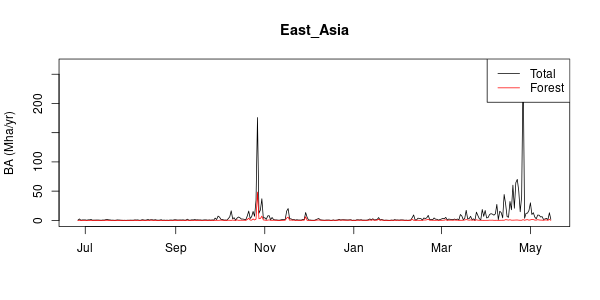 East_Asia
BA (Mha/yr)
200
100
50
0
Total
Forest
Jul Sep Nov Jan Mar May